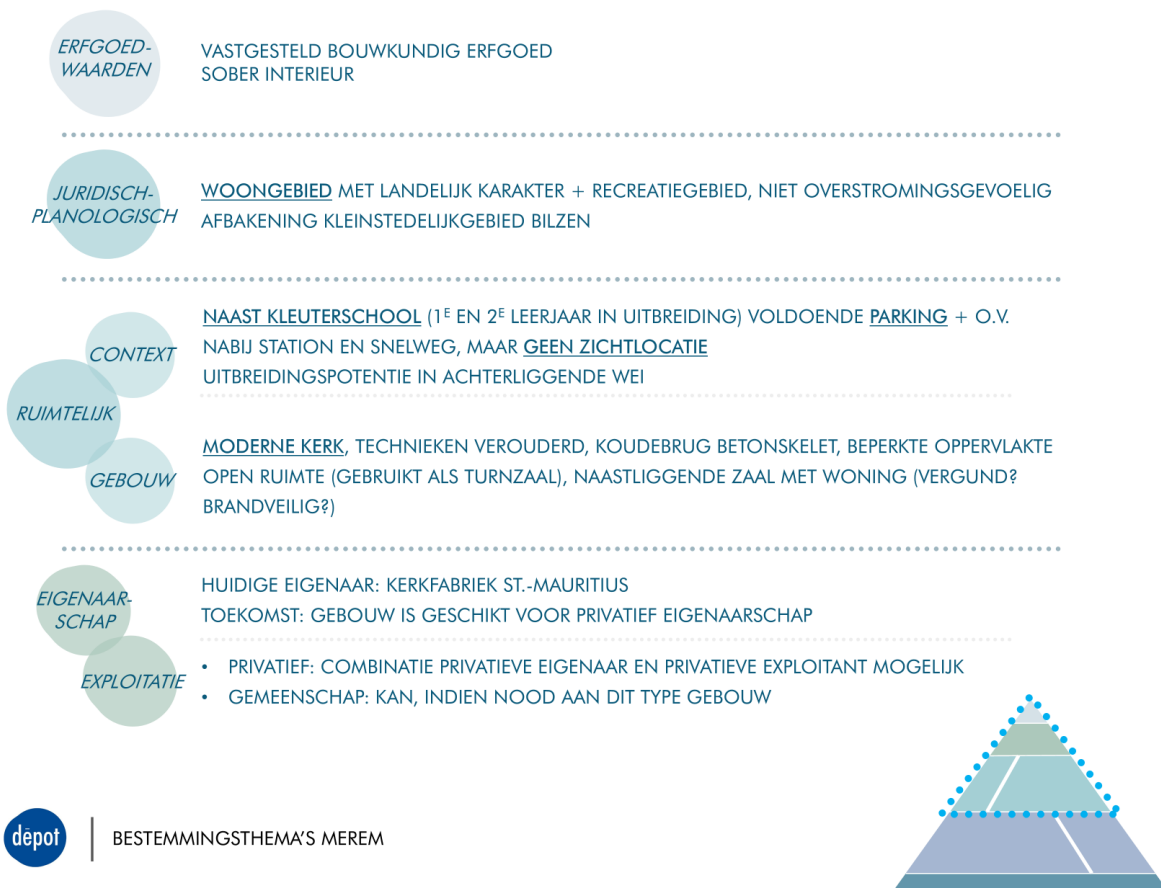 ERFGOED-
WAARDEN
VASTGESTELD BOUWKUNDIG ERFGOED
SOBER INTERIEUR
JURIDISCH-
PLANOLOGISCH
WOONGEBIED MET LANDELIJK KARAKTER + RECREATIEGEBIED, NIET OVERSTROMINGSGEVOELIG
AFBAKENING KLEINSTEDELIJKGEBIED BILZEN
RUIMTELIJK
CONTEXT
NAAST KLEUTERSCHOOL (1E EN 2E LEERJAAR IN UITBREIDING) VOLDOENDE PARKING + O.V.
NABIJ STATION EN SNELWEG, MAAR GEEN ZICHTLOCATIE
UITBREIDINGSPOTENTIE IN ACHTERLIGGENDE WEI
GEBOUW
MODERNE KERK, TECHNIEKEN VEROUDERD, KOUDEBRUG BETONSKELET, BEPERKTE OPPERVLAKTE
OPEN RUIMTE (GEBRUIKT ALS TURNZAAL), NAASTLIGGENDE ZAAL MET WONING (VERGUND?
BRANDVEILIG?)
EIGENAAR-
SCHAP
HUIDIGE EIGENAAR: KERKFABRIEK ST.-MAURITIUS
TOEKOMST: GEBOUW IS GESCHIKT VOOR PRIVATIEF EIGENAARSCHAP
EXPLOITATIE
• PRIVATIEF: COMBINATIE PRIVATIEVE EIGENAAR EN PRIVATIEVE EXPLOITANT MOGELIJK
• GEMEENSCHAP: KAN, INDIEN NOOD AAN DIT TYPE GEBOUW
dêpot
BESTEMMINGSTHEMA'S MEREM